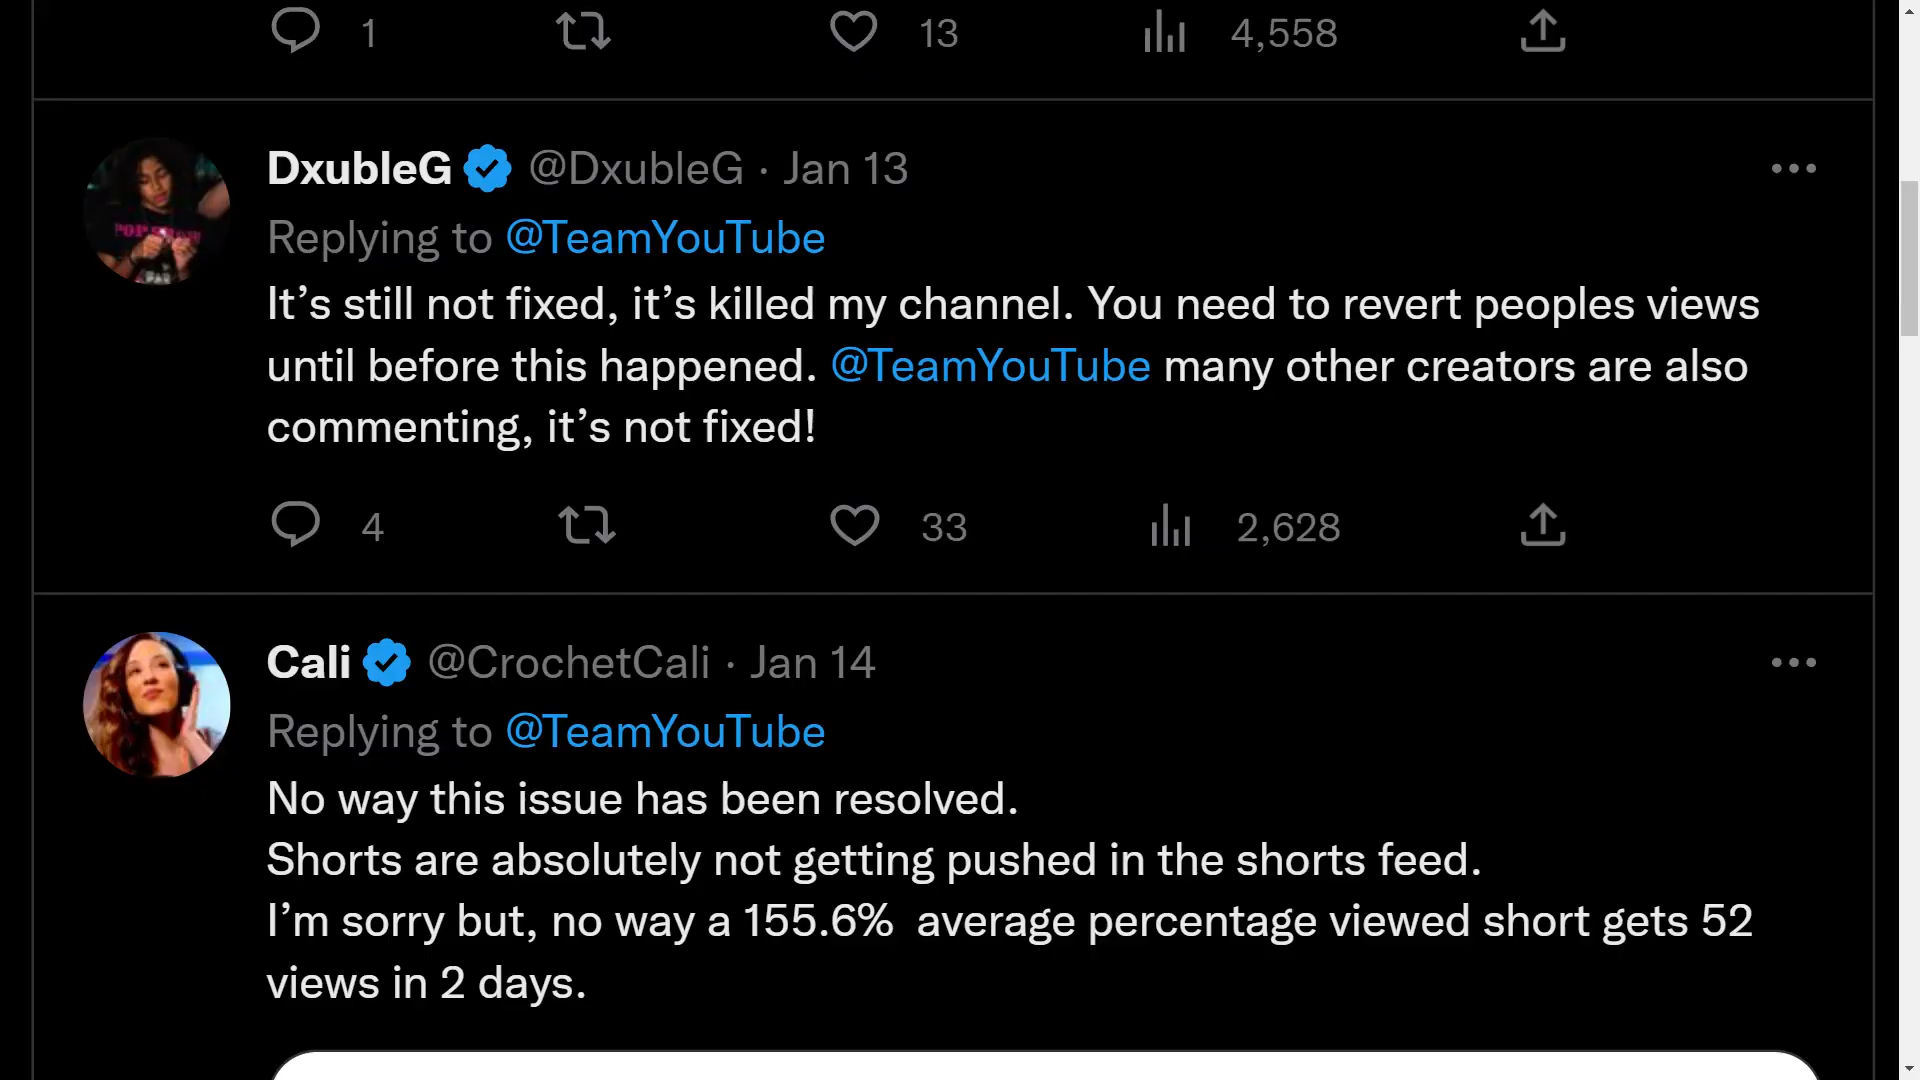 1 13 4,558
DxubleG @DxubleG · Jan 13
Replying to @TeamYouTube
It’s still not fixed, it’s killed my channel. You need to revert peoples views
until before this happened. @TeamYouTube many other creators are also
commenting, it’s not fixed!
4 33 2,628
Cali @CrochetCali · Jan 14
Replying to @TeamYouTube
No way this issue has been resolved.
Shorts are absolutely not getting pushed in the shorts feed.
I’m sorry but, no way a 155.6%  average percentage viewed short gets 52
views in 2 days.